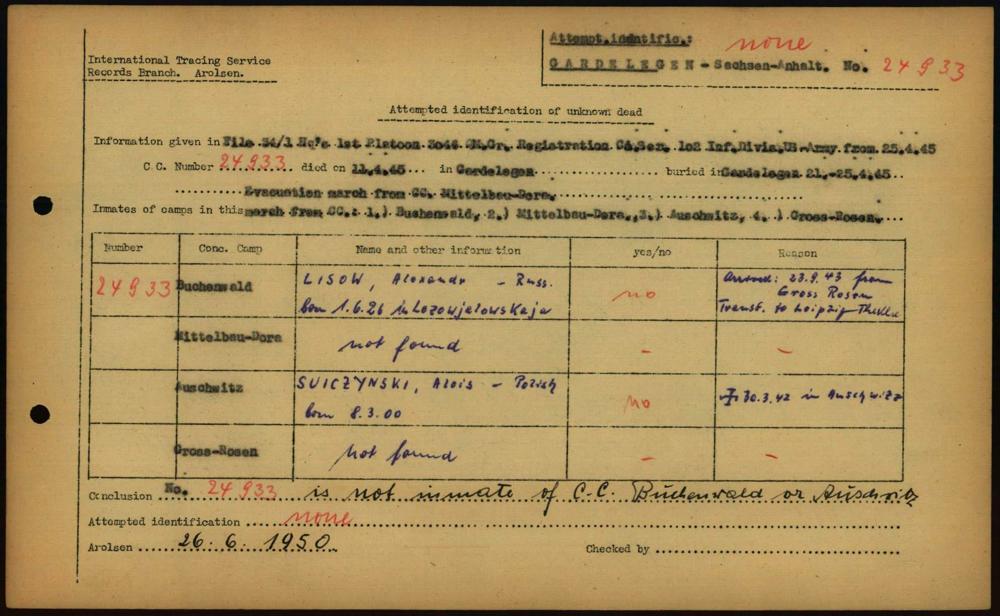 Attempt.identific.: none
International Tracing Service
Records Branch. Arolsen.
GARDELEGEN - Sachsen-Anhalt. No. 24933
Attempted identification of unknown dead
Information given in File 54/1 Hq's 1st Platoon 3044 QM.Gr. Registration Co.Ser. 102 Inf.Divis.US-Army from 25.4.45
C.C. Number 24933 died on 11.4.45... in Gardelegen............... buried in Gardelegen 21.-25.4.45...
............Evacuation march from CC. Mittelbau-Dora.
Inmates of camps in this march from CC.: 1.) Buchenwald, 2.) Mittelbau-Dora, 3.) Auschwitz, 4.) Gross-Rosen.
Number Conc. Camp Name and other information yes/no Reason
24933 Buchenwald LISOW, Alexandr - Russ. no arrived: 23.9.43 from
Gross Rosen
born 1.6.26 in Lozowjatowskaja Transf. to Leipzig-Thekla
Mittelbau-Dora not found - -
Auschwitz SUICZYNSKI, Alois - Polish no 30.3.42 in Auschwitz
born 8.3.00
Gross-Rosen not found - -
Conclusion No. 24933 is not inmate of C.C. Buchenwald or Auschwitz
Attempted identification ..... none
Arolsen ..... 26.6.1950. Checked by ..............................